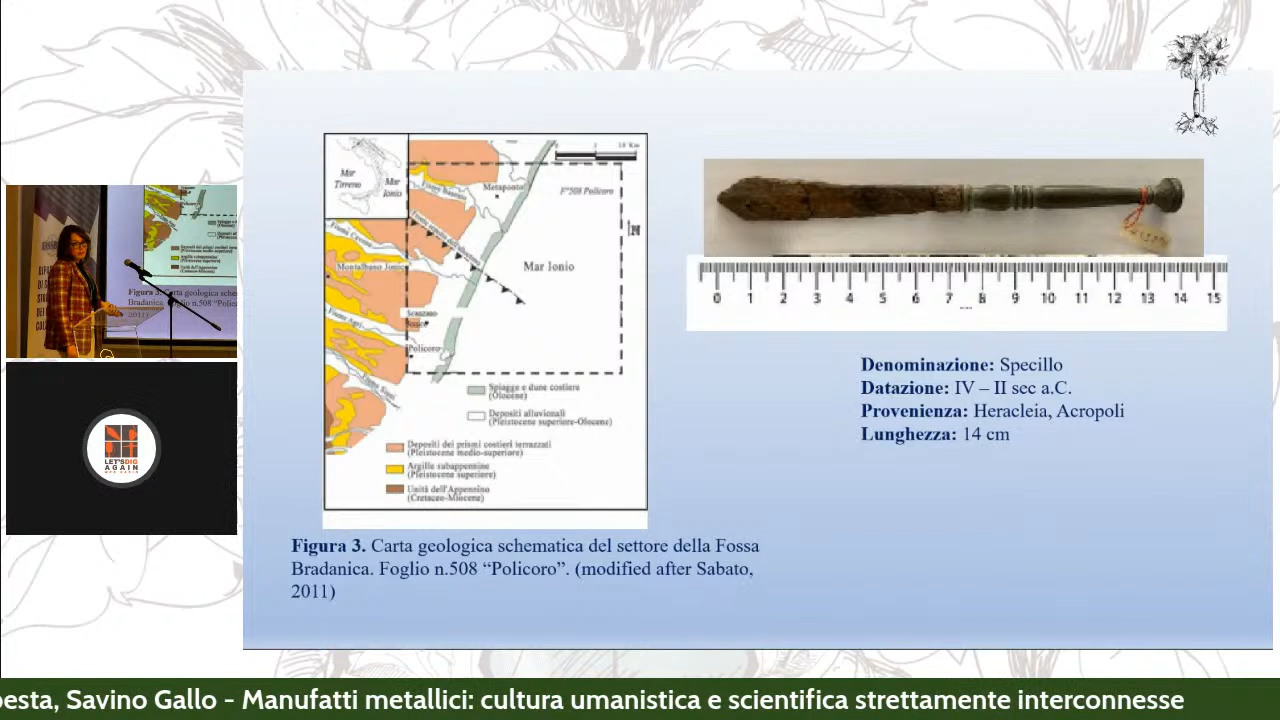 Mar
Tirreno
Mar
Ionio
Metaponto
F°508 Policoro
Mar Ionio
Montalbano Jonico
Scanzano
Jonico
Policoro
Spiagge e dune costiere
(Olocene)
Depositi alluvionali
(Pleistocene superiore-Olocene)
Depositi dei prismi costieri terrazzati
(Pleistocene medio-superiore)
Argille subappennine
(Pleistocene superiore)
Unità dell'Appennino
(Cretaceo-Miocene)
Figura 3. Carta geologica schematica del settore della Fossa
Bradanica. Foglio n.508 “Policoro”. (modified after Sabato,
2011)
0 1 2 3 4 5 6 7 8 9 10 11 12 13 14 15
Denominazione: Specillo
Datazione: IV – II sec a.C.
Provenienza: Heracleia, Acropoli
Lunghezza: 14 cm
LET'S DIG
AGAIN
pesta, Savino Gallo - Manufatti metallici: cultura umanistica e scientifica strettamente interconnesse